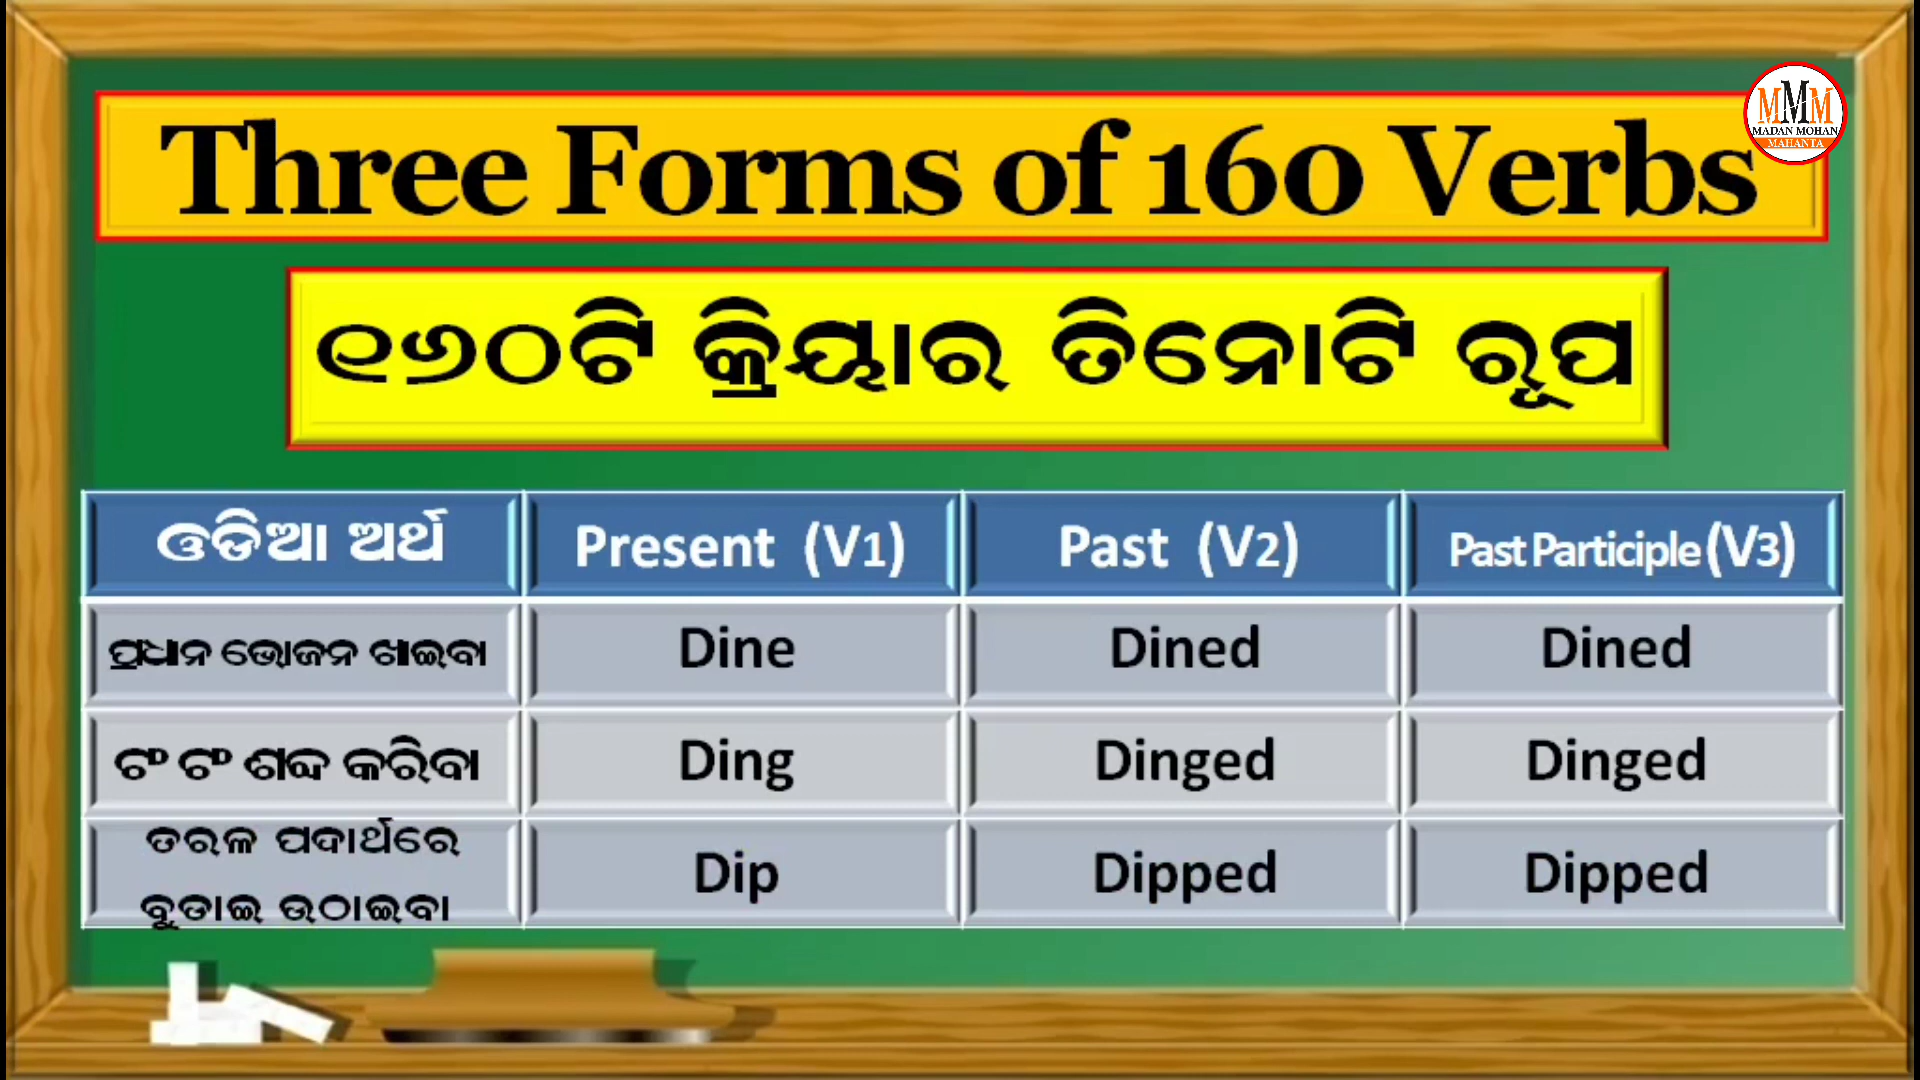 MMM
MADAN MOHAN
MAHANTA
Three Forms of 160 Verbs
୧୬୦ଟି କ୍ରିୟାର ତିନୋଟି ରୂପ
ଓଡିଆ ଅର୍ଥ Present (V1) Past (V2) Past Participle (V3)
ପ୍ରଧାନ ଭୋଜନ ଖାଇବା Dine Dined Dined
ଟଂ ଟଂ ଶବ୍ଦ କରିବା Ding Dinged Dinged
ତରଳ ପଦାର୍ଥରେ
ବୁଡାଇ ଉଠାଇବା Dip Dipped Dipped